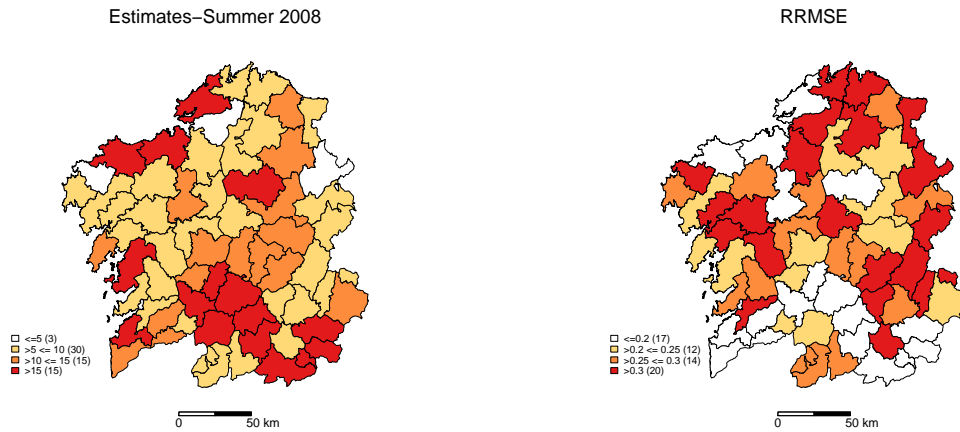 Estimates−Summer 2008
<=5 (3)
>5 <= 10 (30)
>10 <= 15 (15)
>15 (15)
0 50 km
RRMSE
<=0.2 (17)
>0.2 <= 0.25 (12)
>0.25 <= 0.3 (14)
>0.3 (20)
0 50 km